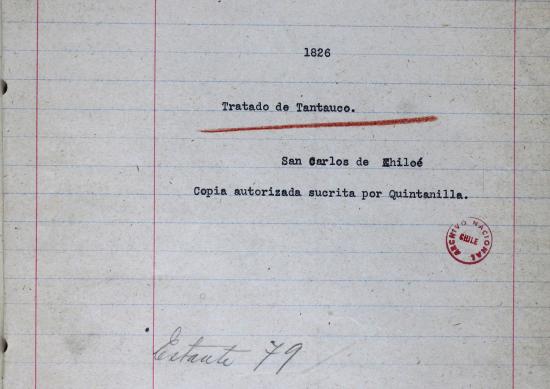 1826
Tratado de Tantauco.
San Carlos de Chiloé
Copia autorizada sucrita por Quintanilla.
ARCHIVO NACIONAL
CHILE
Estante 79